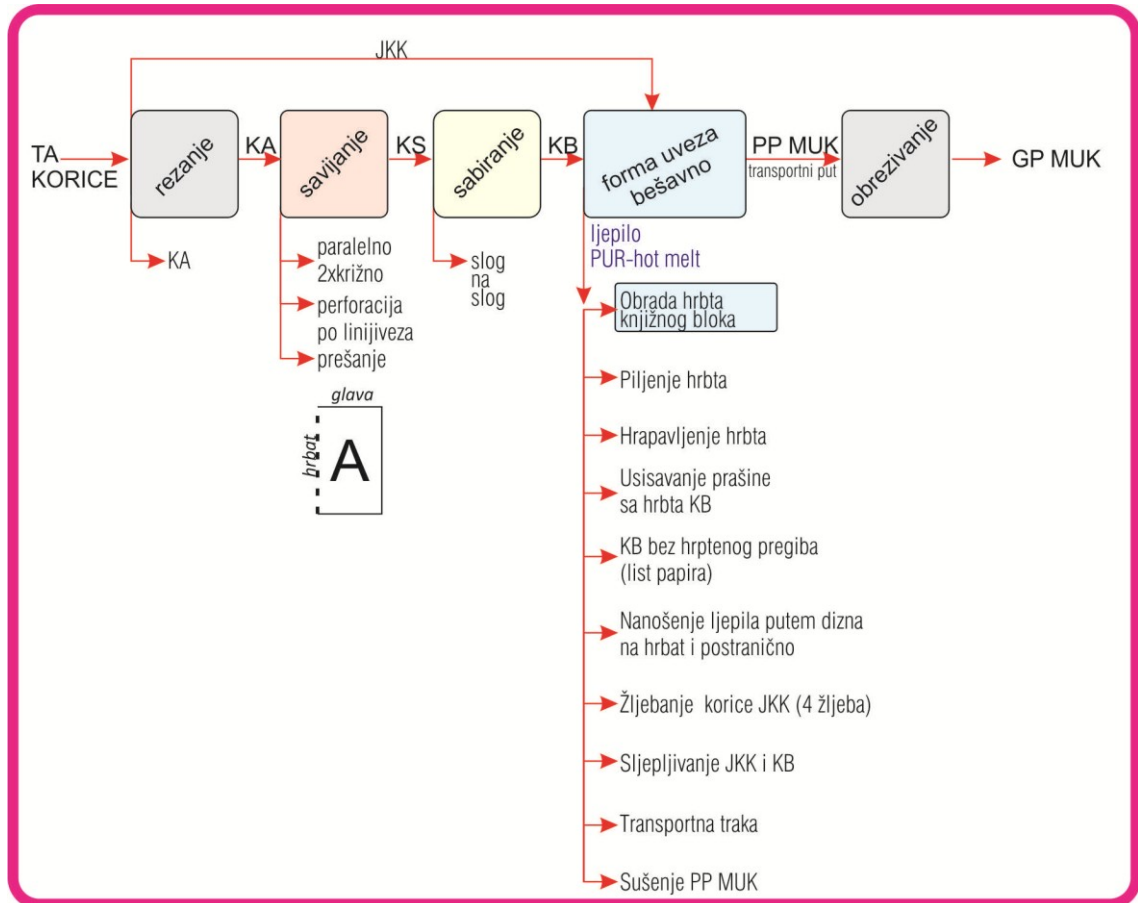 JKK
TA
KORICE
rezanje
KA
savijanje
KS
sabiranje
KB
forma uveza
bešavno
PP MUK
transportni put
obrezivanje
GP MUK
KA
paralelno
2xkrižno
perforacija
po linijiveza
prešanje
slog
na
slog
ljepilo
PUR-hot melt
Obrada hrbta
knjižnog bloka
Piljenje hrbta
glava
hrbat
A
Hrapavljenje hrbta
Usisavanje prašine
sa hrbta KB
KB bez hrptenog pregiba
(list papira)
Nanošenje ljepila putem dizna
na hrbat i postranično
Žljebanje korice JKK (4 žljeba)
Sljepljivanje JKK i KB
Transportna traka
Sušenje PP MUK